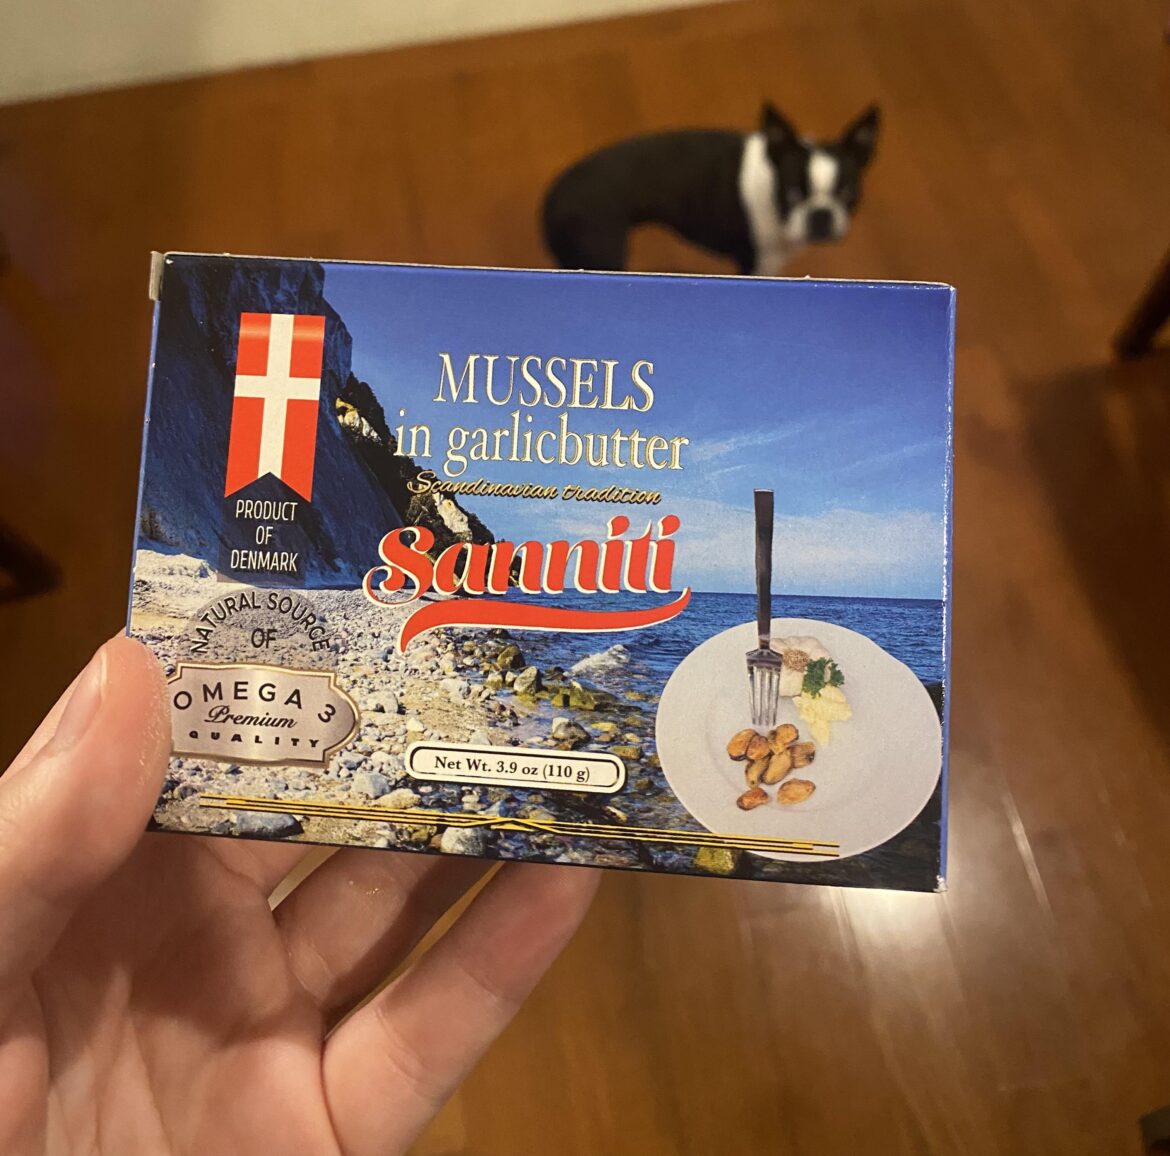 MUSSELS
in garlicbutter
Scandinavian tradition
Sanniti
PRODUCT
OF
DENMARK
NATURAL SOURCE
OF
OMEGA 3
Premium
QUALITY
Net Wt. 3.9 oz (110 g)